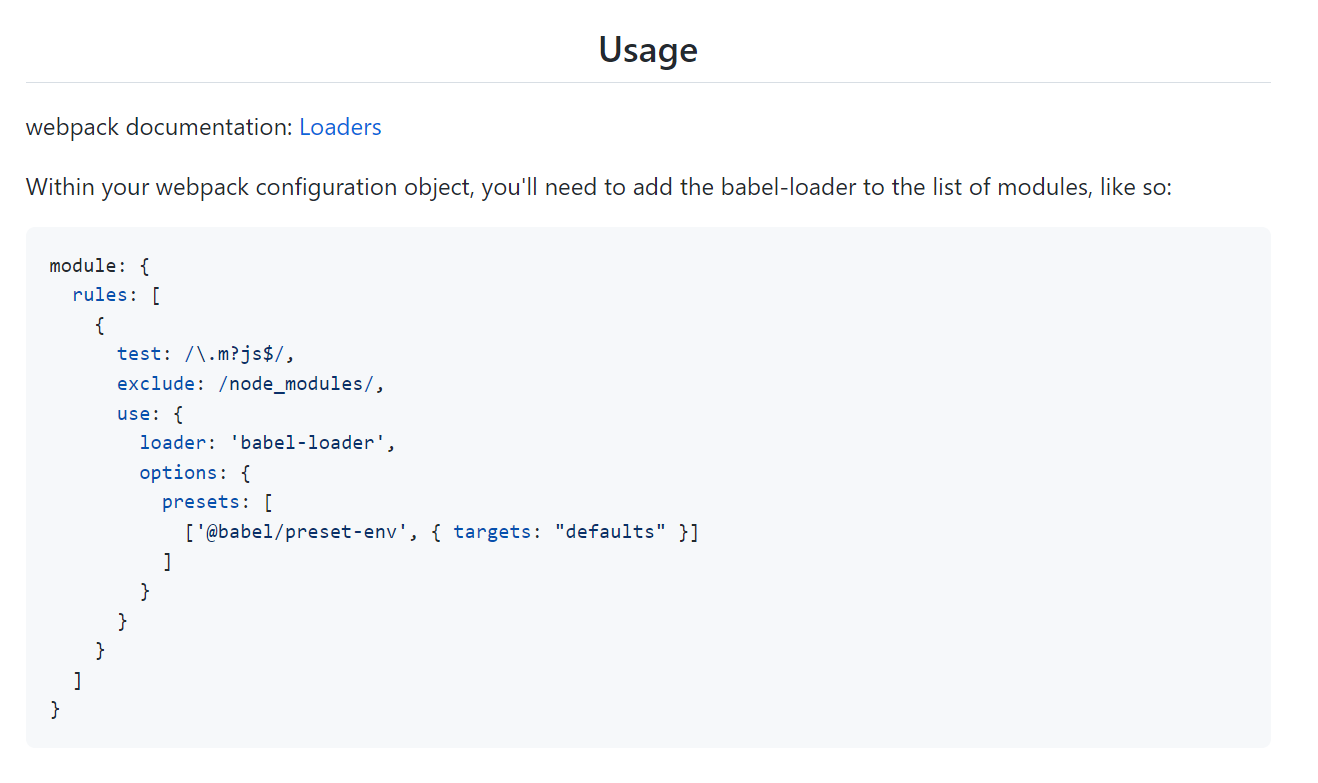 Usage
webpack documentation: Loaders
Within your webpack configuration object, you'll need to add the babel-loader to the list of modules, like so:
module: {
  rules: [
    {
      test: /\.m?js$/,
      exclude: /node_modules/,
      use: {
        loader: 'babel-loader',
        options: {
          presets: [
            ['@babel/preset-env', { targets: "defaults" }]
          ]
        }
      }
    }
  ]
}